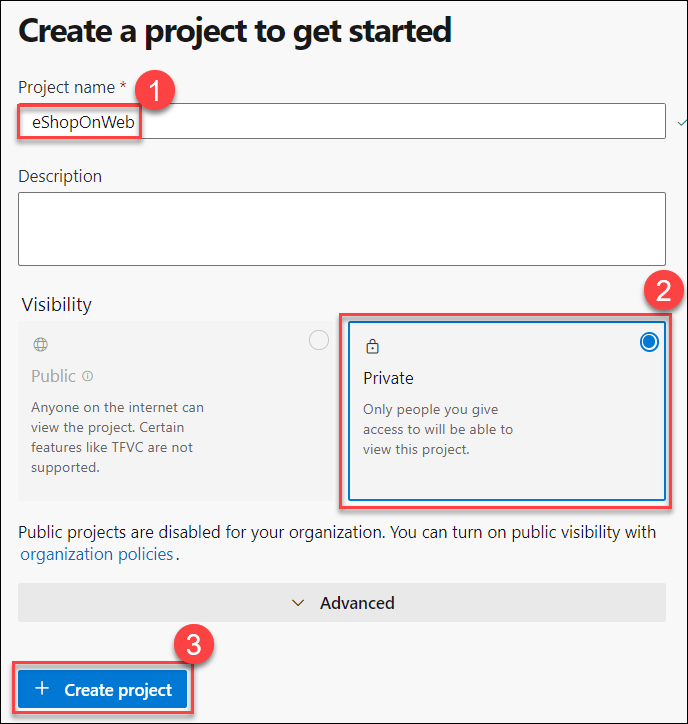 Create a project to get started
Project name *
1
eShopOnWeb
Description
Visibility
2
Public
Anyone on the internet can
view the project. Certain
features like TFVC are not
supported.
Private
Only people you give
access to will be able to
view this project.
Public projects are disabled for your organization. You can turn on public visibility with
organization policies.
Advanced
3
+ Create project